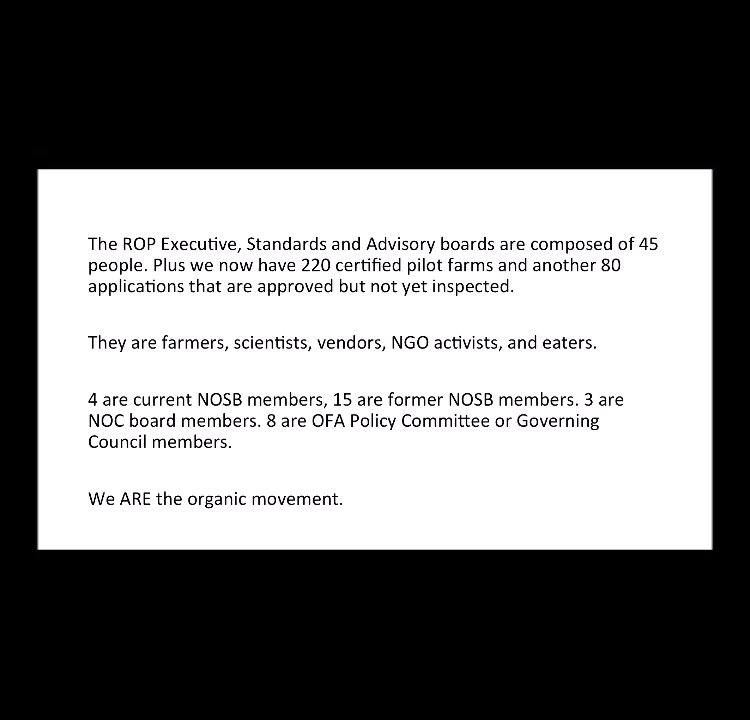 The ROP Executive, Standards and Advisory boards are composed of 45
people. Plus we now have 220 certified pilot farms and another 80
applications that are approved but not yet inspected.
They are farmers, scientists, vendors, NGO activists, and eaters.
4 are current NOSB members, 15 are former NOSB members. 3 are
NOC board members. 8 are OFA Policy Committee or Governing
Council members.
We ARE the organic movement.